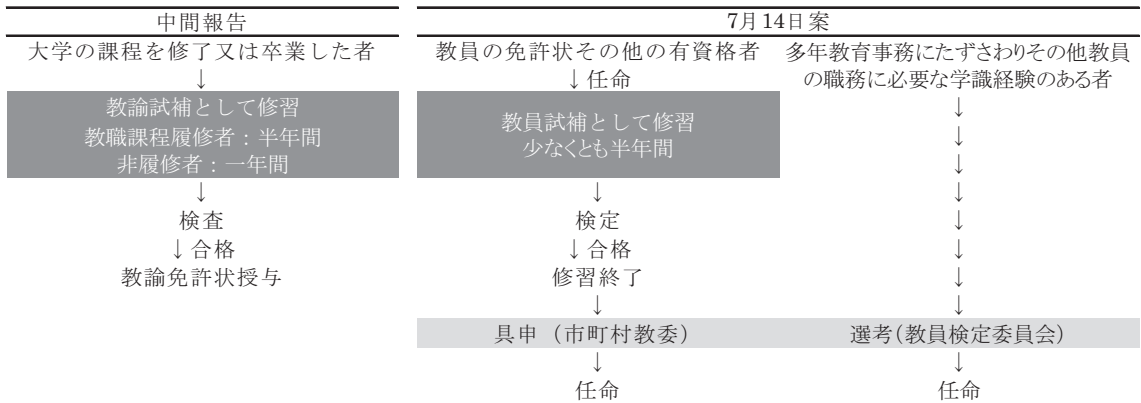 中間報告
大学の課程を修了又は卒業した者
↓
教諭試補として修習
教職課程履修者：半年間
非履修者：一年間
↓
検査
↓合格
教諭免許状授与
7月14日案
教員の免許状その他の有資格者
↓任命
教員試補として修習
少なくとも半年間
↓
検定
↓合格
修習終了
↓
具申（市町村教委）
↓
任命
多年教育事務にたずさわりその他教員
の職務に必要な学識経験のある者
↓
↓
↓
↓
↓
↓
↓
↓
選考（教員検定委員会）
↓
任命